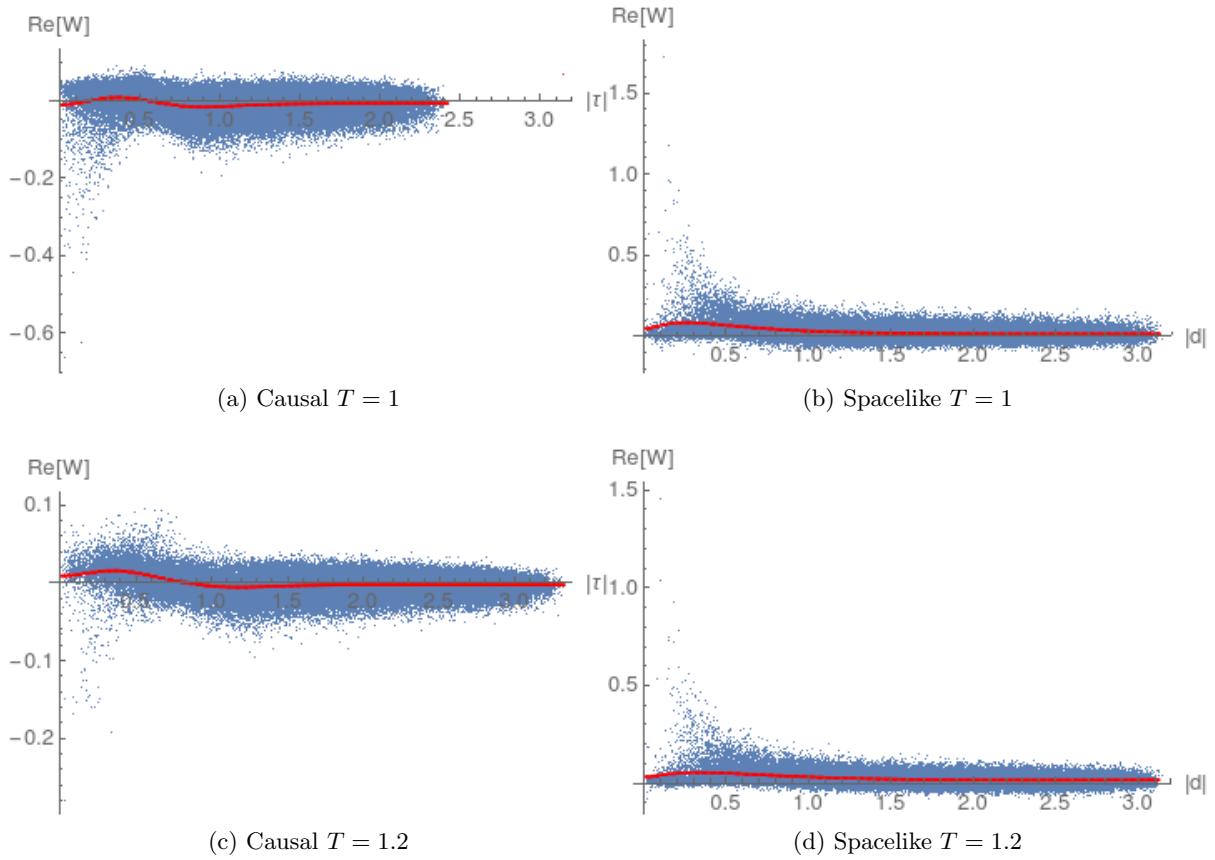 Re[W]
|τ|
0.5 1.0 1.5 2.0 2.5 3.0
−0.2
−0.4
−0.6
(a) Causal T = 1
Re[W]
1.5
1.0
0.5
0.5 1.0 1.5 2.0 2.5 3.0
|d|
(b) Spacelike T = 1
Re[W]
0.1
|τ|
0.5 1.0 1.5 2.0 2.5 3.0
−0.1
−0.2
(c) Causal T = 1.2
Re[W]
1.5
1.0
0.5
0.5 1.0 1.5 2.0 2.5 3.0
|d|
(d) Spacelike T = 1.2